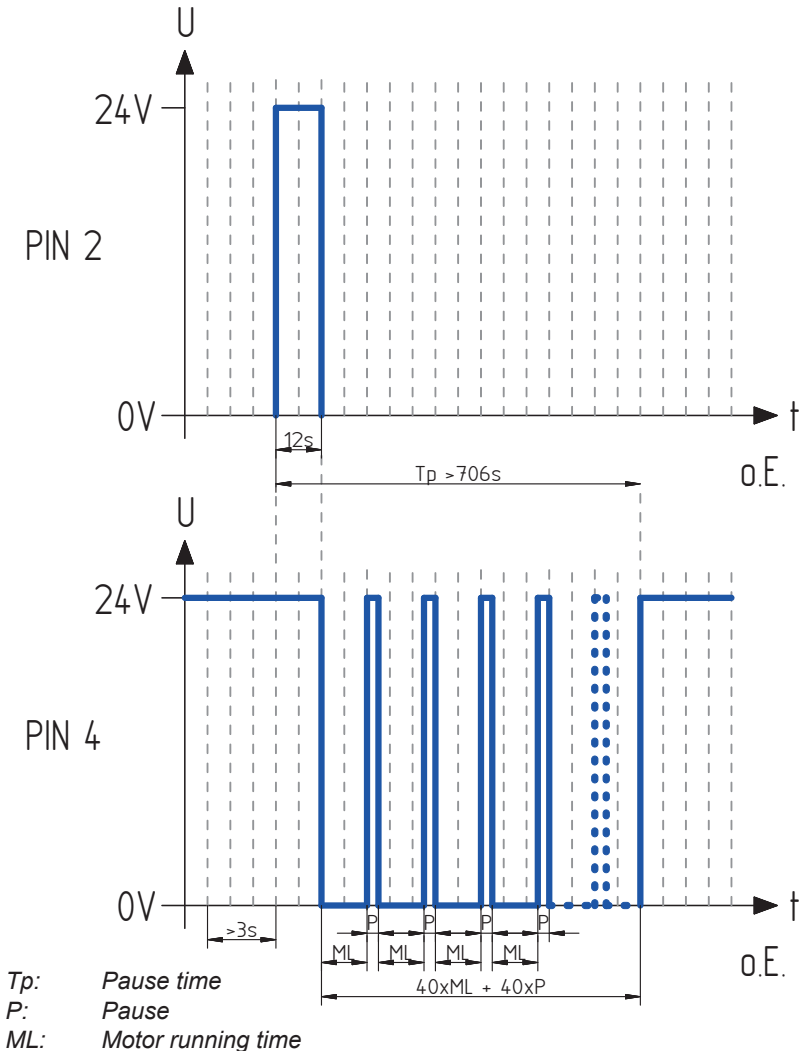 U
24V
PIN 2
0V
t
12s
Tp >706s
o.E.
U
24V
PIN 4
0V
t
>3s
P P P P
ML ML ML ML
o.E.
40xML + 40xP
Tp: Pause time
P: Pause
ML: Motor running time